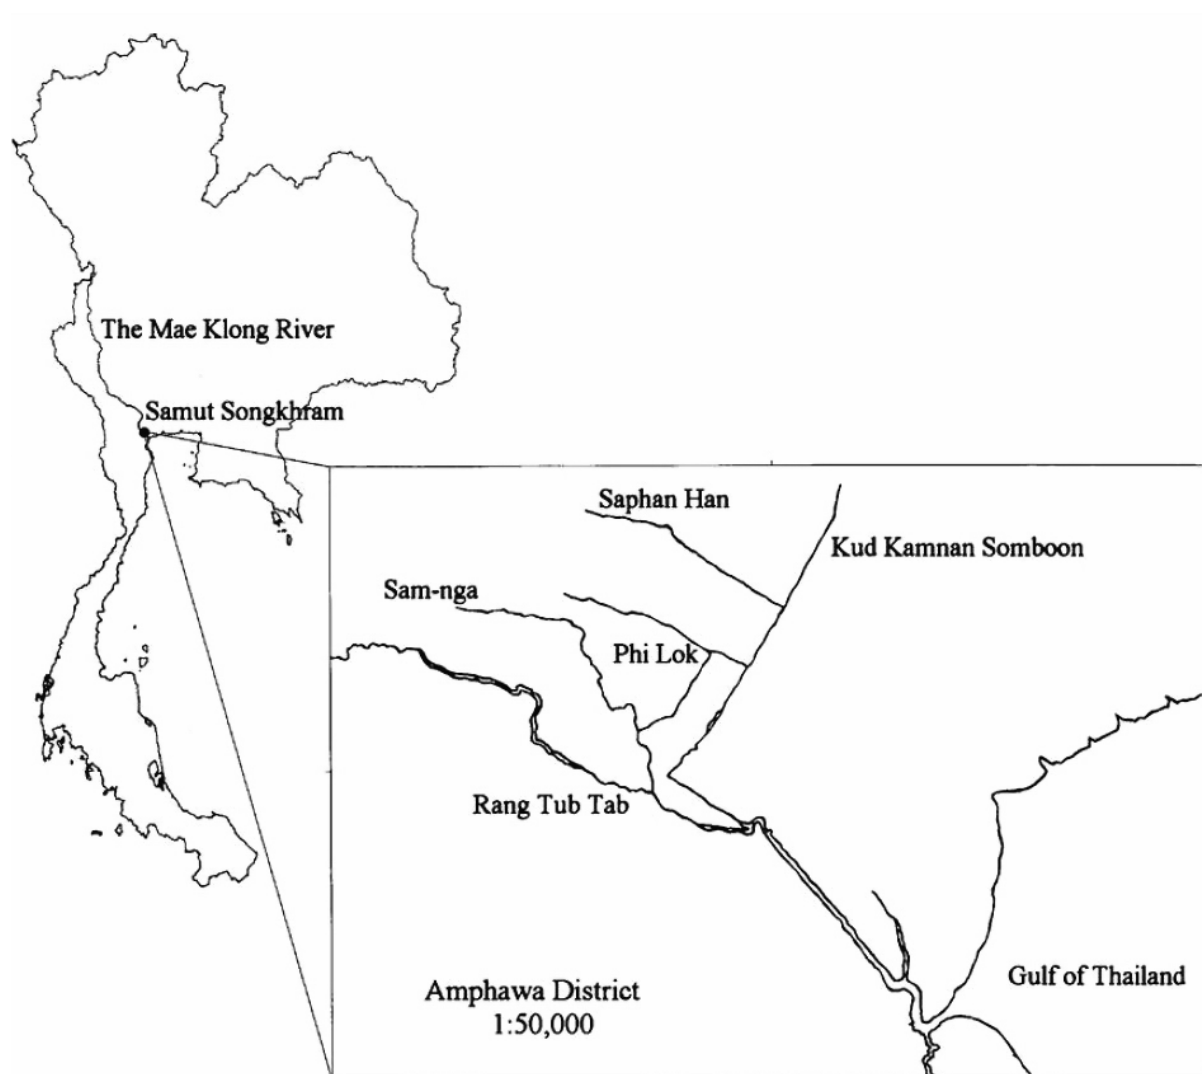 The Mae Klong River
Samut Songkhram
Saphan Han
Kud Kamnan Somboon
Sam-nga
Phi Lok
Rang Tub Tab
Gulf of Thailand
Amphawa District
1:50,000